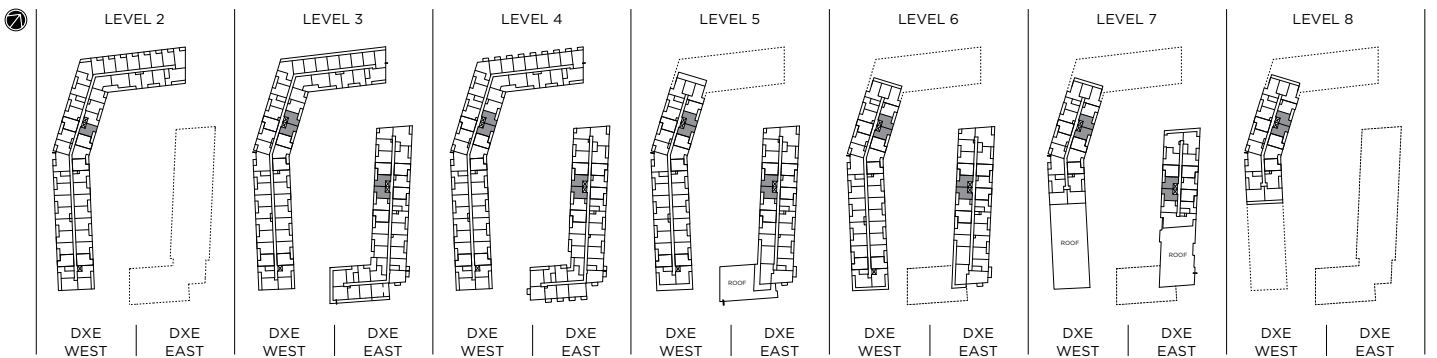 LEVEL 2
LEVEL 3
LEVEL 4
LEVEL 5
LEVEL 6
LEVEL 7
LEVEL 8
ROOF
ROOF
ROOF
DXE
WEST
DXE
EAST
DXE
WEST
DXE
EAST
DXE
WEST
DXE
EAST
DXE
WEST
DXE
EAST
DXE
WEST
DXE
EAST
DXE
WEST
DXE
EAST
DXE
WEST
DXE
EAST